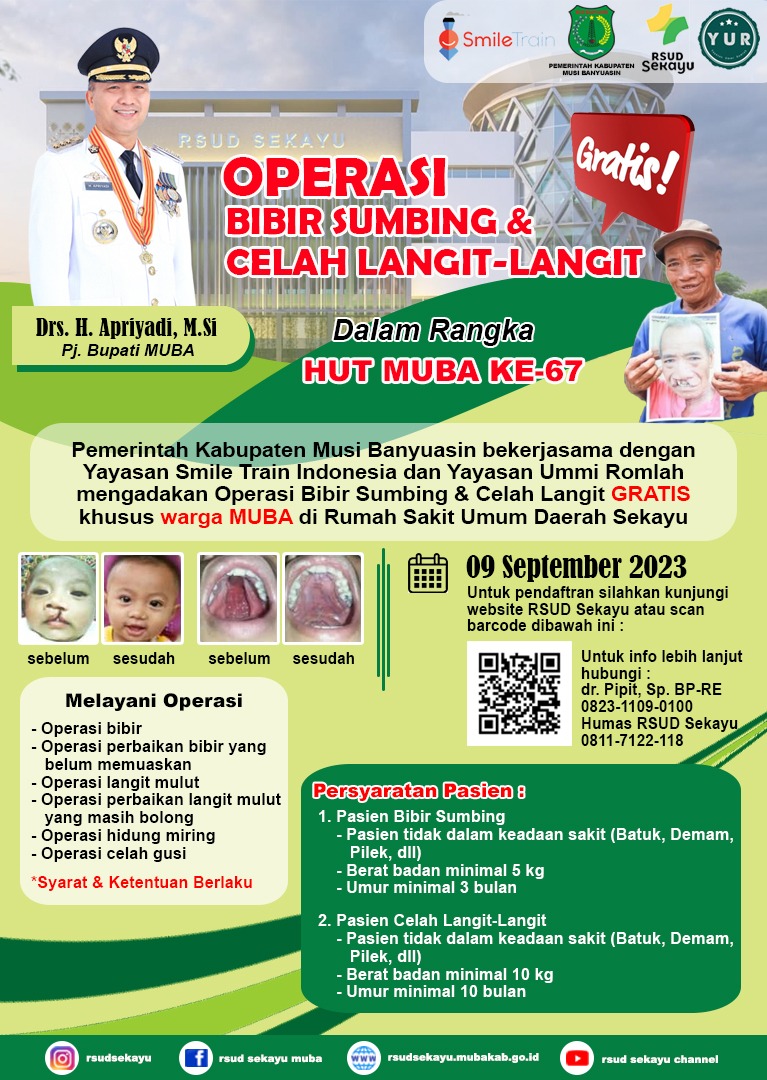 SmileTrain
PEMERINTAH KABUPATEN
MUSI BANYUASIN
RSUD
Sekayu
YUR
RSUD SEKAYU
Gratis!
OPERASI
BIBIR SUMBING &
CELAH LANGIT-LANGIT
Drs. H. Apriyadi, M.Si
Pj. Bupati MUBA
Dalam Rangka
HUT MUBA KE-67
Pemerintah Kabupaten Musi Banyuasin bekerjasama dengan
Yayasan Smile Train Indonesia dan Yayasan Ummi Romlah
mengadakan Operasi Bibir Sumbing & Celah Langit GRATIS
khusus warga MUBA di Rumah Sakit Umum Daerah Sekayu
sebelum sesudah sebelum sesudah
09 September 2023
Untuk pendaftran silahkan kunjungi
website RSUD Sekayu atau scan
barcode dibawah ini :
Untuk info lebih lanjut
hubungi :
dr. Pipit, Sp. BP-RE
0823-1109-0100
Humas RSUD Sekayu
0811-7122-118
Melayani Operasi
- Operasi bibir
- Operasi perbaikan bibir yang
belum memuaskan
- Operasi langit mulut
- Operasi perbaikan langit mulut
yang masih bolong
- Operasi hidung miring
- Operasi celah gusi
*Syarat & Ketentuan Berlaku
Persyaratan Pasien :
1. Pasien Bibir Sumbing
- Pasien tidak dalam keadaan sakit (Batuk, Demam,
Pilek, dll)
- Berat badan minimal 5 kg
- Umur minimal 3 bulan
2. Pasien Celah Langit-Langit
- Pasien tidak dalam keadaan sakit (Batuk, Demam,
Pilek, dll)
- Berat badan minimal 10 kg
- Umur minimal 10 bulan
rsudsekayu
rsud sekayu muba
www
rsudsekayu.mubakab.go.id
rsud sekayu channel